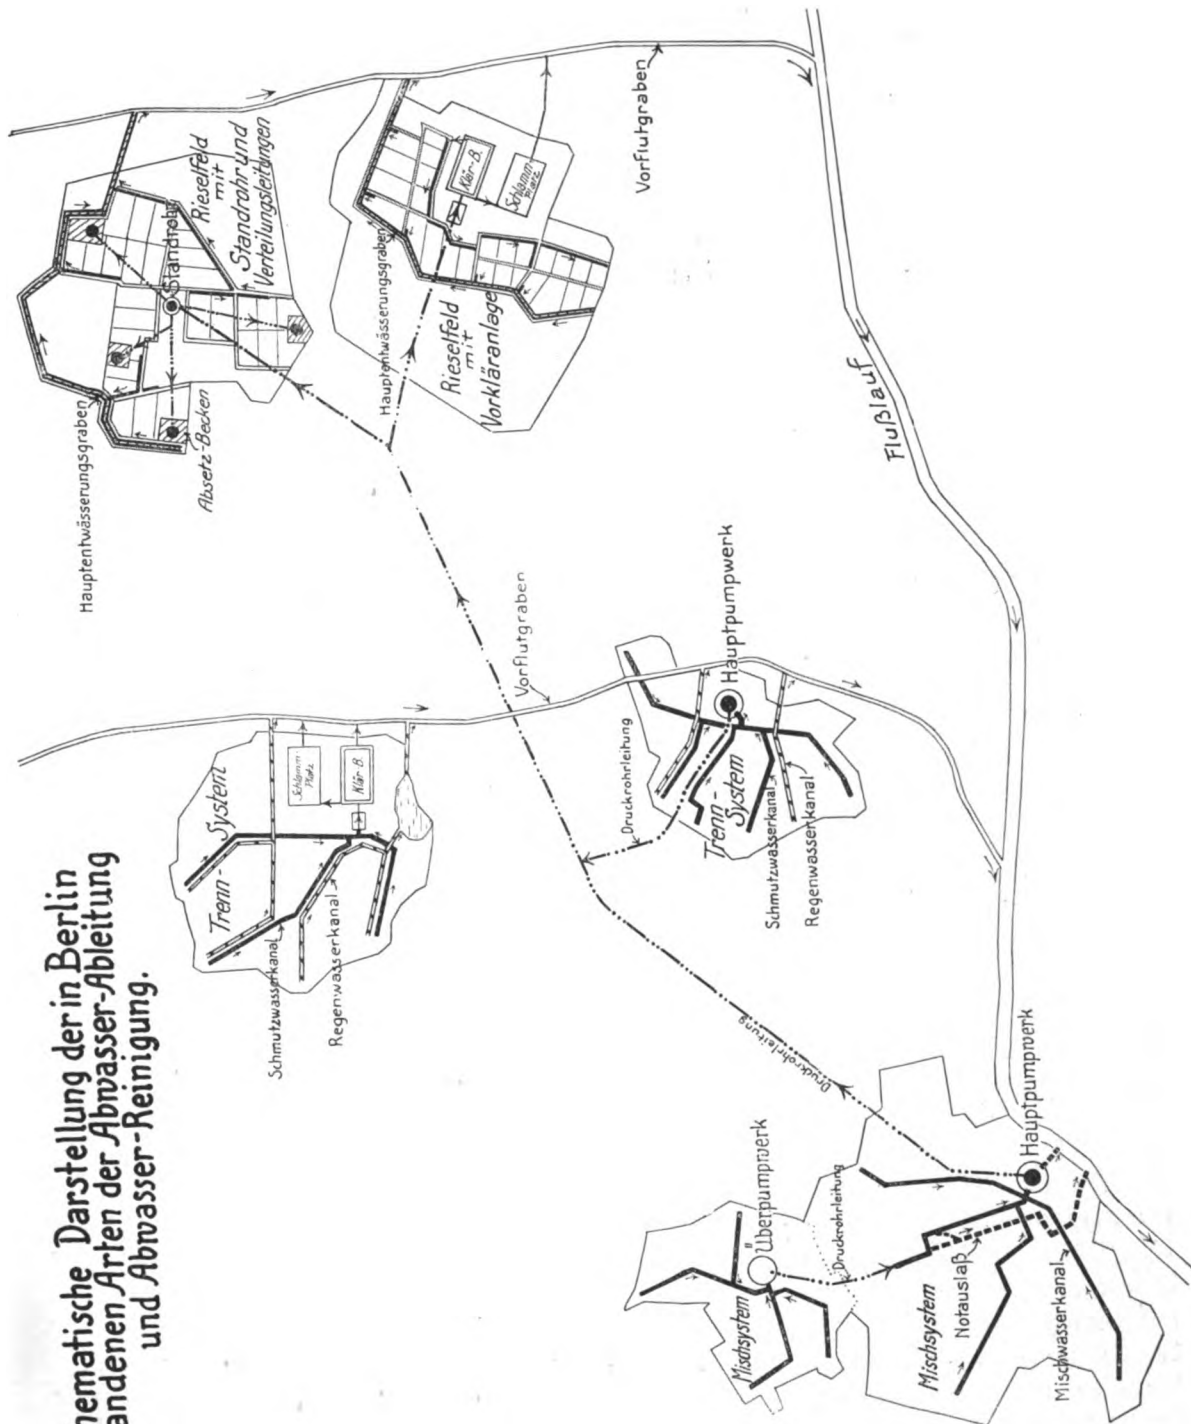 hematische Darstellung der in Berlin
andenen Arten der Abwasser-Ableitung
und Abwasser-Reinigung.
Hauptentwässerungsgraben
Absetz-Becken
Standrohr
Rieselfeld
mit
Standrohr und
Verteilungsleitungen
Hauptentwässerungsgraben
Rieselfeld
mit
Vorkläranlage
Klär-B.
Schlamm-
Platz
Vorflutgraben
Flußlauf
Trenn-System
Schlamm-
Platz
Klär B.
Schmutzwasserkanal
Regenwasserkanal
Vorflutgraben
Druckrohrleitung
Hauptpumpwerk
Trenn-
System
Schmutzwasserkanal
Regenwasserkanal
Druckrohrleitung
Überpumpwerk
Mischsystem
Druckrohrleitung
Hauptpumpwerk
Mischsystem
Notauslaß
Mischwasserkanal